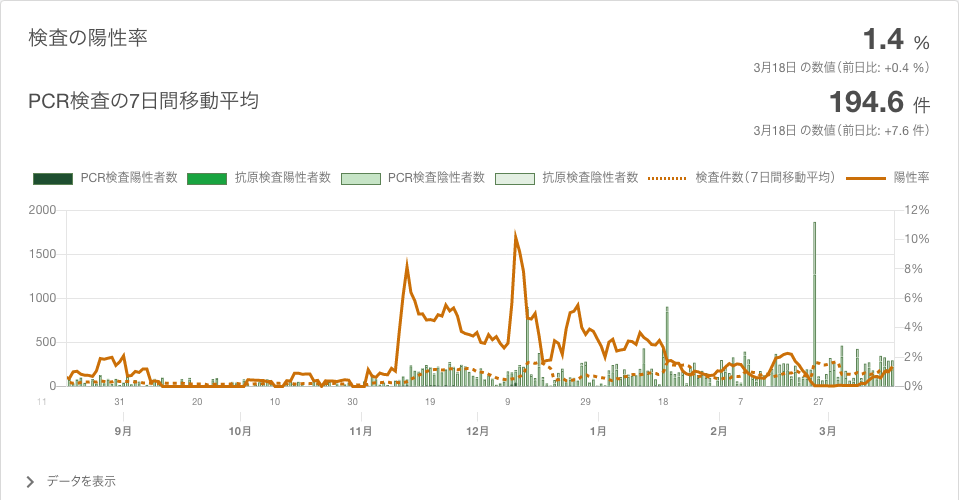 検査の陽性率
1.4 %
3月18日 の数値（前日比: +0.4 %）
PCR検査の7日間移動平均
194.6 件
3月18日 の数値（前日比: +7.6 件）
PCR検査陽性者数 抗原検査陽性者数 PCR検査陰性者数 抗原検査陰性者数 検査件数（7日間移動平均） 陽性率
2000 12%
10%
1500
8%
1000 6%
4%
500
2%
0 0%
11 31 20 10 30 19 9 29 18 7 27
9月 10月 11月 12月 1月 2月 3月
データを表示